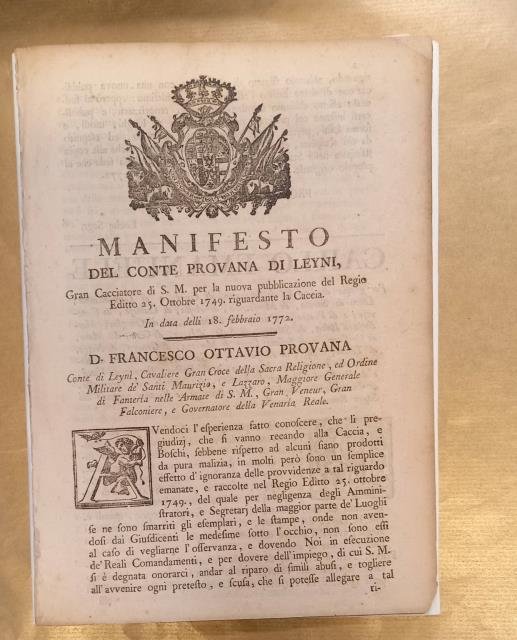 MANIFESTO
DEL CONTE PROVANA DI LEYNI,
Gran Cacciatore di S. M. per la nuova pubblicazione del Regio
Editto 25. Ottobre 1749. riguardante la Caccia.
In data delli 18. febbraio 1772.
D. FRANCESCO OTTAVIO PROVANA
Conte di Leynì, Cavaliere Gran Croce della Sacra Religione, ed Ordine
Militare de' Santi Maurizio, e Lazzaro, Maggiore Generale
di Fanteria nelle Armate di S. M., Gran Veneur, Gran
Falconiere, e Governatore della Venaria Reale.
AVendoci l'esperienza fatto conoscere, che li pre-
giudizj, che si vanno recando alla Caccia, e
Boschi, sebbene rispetto ad alcuni siano prodotti
da pura malizia, in molti però sono un semplice
effetto d'ignoranza delle provvidenze a tal riguardo
emanate, e raccolte nel Regio Editto 25. ottobre
1749., del quale per negligenza degli Ammini-
stratori, e Segretarj della maggior parte de' Luoghi
se ne sono smarriti gli esemplari, e le stampe, onde non aven-
dosi dai Giusdicenti le medesime sotto l'occhio, non sono essi
al caso di vegliarne l'osservanza, e dovendo Noi in esecuzione
de' Reali Comandamenti, e per dovere dell'impiego, di cui S. M.
si è degnata onorarci, andar al riparo di simili abusi, e togliere
all'avvenire ogni pretesto, e scusa, che si potesse allegare a tal
ri-